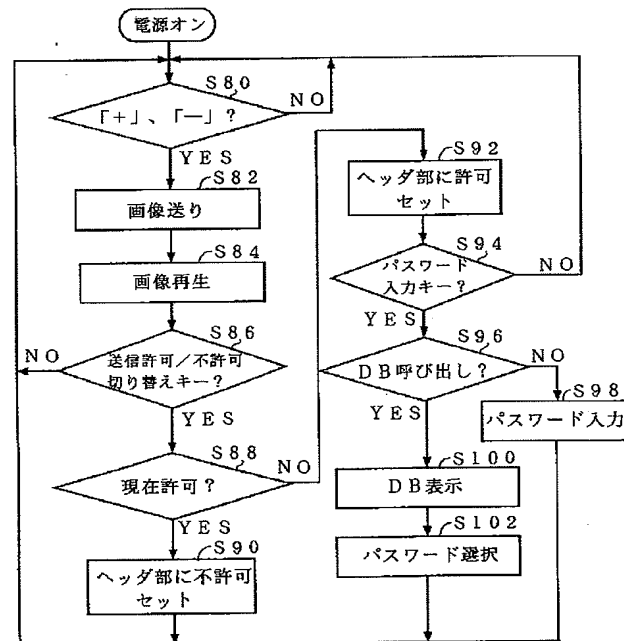 電源オン
S80
「+」、「―」?
NO
YES
S82
画像送り
S84
画像再生
S86
送信許可/不許可
切り替えキー?
NO
YES
S88
現在許可?
NO
YES
S90
ヘッダ部に不許可
セット
S92
ヘッダ部に許可
セット
S94
パスワード
入力キー?
NO
YES
S96
DB呼び出し?
NO
YES
S98
パスワード入力
S100
DB表示
S102
パスワード選択